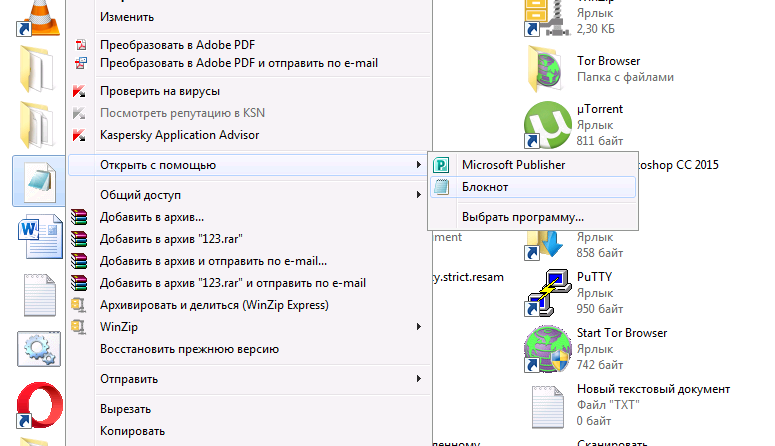 Изменить
Преобразовать в Adobe PDF
Преобразовать в Adobe PDF и отправить по e-mail
Проверить на вирусы
Посмотреть репутацию в KSN
Kaspersky Application Advisor
Открыть с помощью
Общий доступ
Добавить в архив...
Добавить в архив "123.rar"
Добавить в архив и отправить по e-mail...
Добавить в архив "123.rar" и отправить по e-mail
Архивировать и делиться (WinZip Express)
WinZip
Восстановить прежнюю версию
Отправить
Вырезать
Копировать
Microsoft Publisher
Блокнот
Выбрать программу...
ument
y.strict.resam
Ярлык
2,30 КБ
Tor Browser
Папка с файлами
µTorrent
Ярлык
811 байт
toshop CC 2015
Ярлык
858 байт
PuTTY
Ярлык
950 байт
Start Tor Browser
Ярлык
742 байт
Новый текстовый документ
Файл "TXT"
0 байт